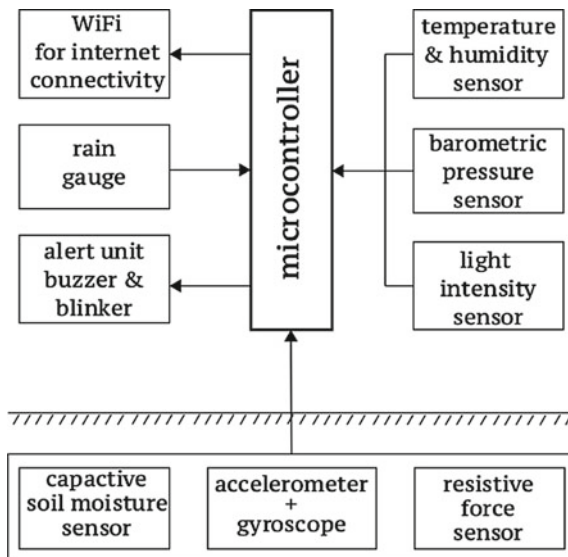 WiFi
for internet
connectivity
rain
gauge
alert unit
buzzer &
blinker
microcontroller
temperature
& humidity
sensor
barometric
pressure
sensor
light
intensity
sensor
capactive
soil moisture
sensor
accelerometer
+
gyroscope
resistive
force
sensor